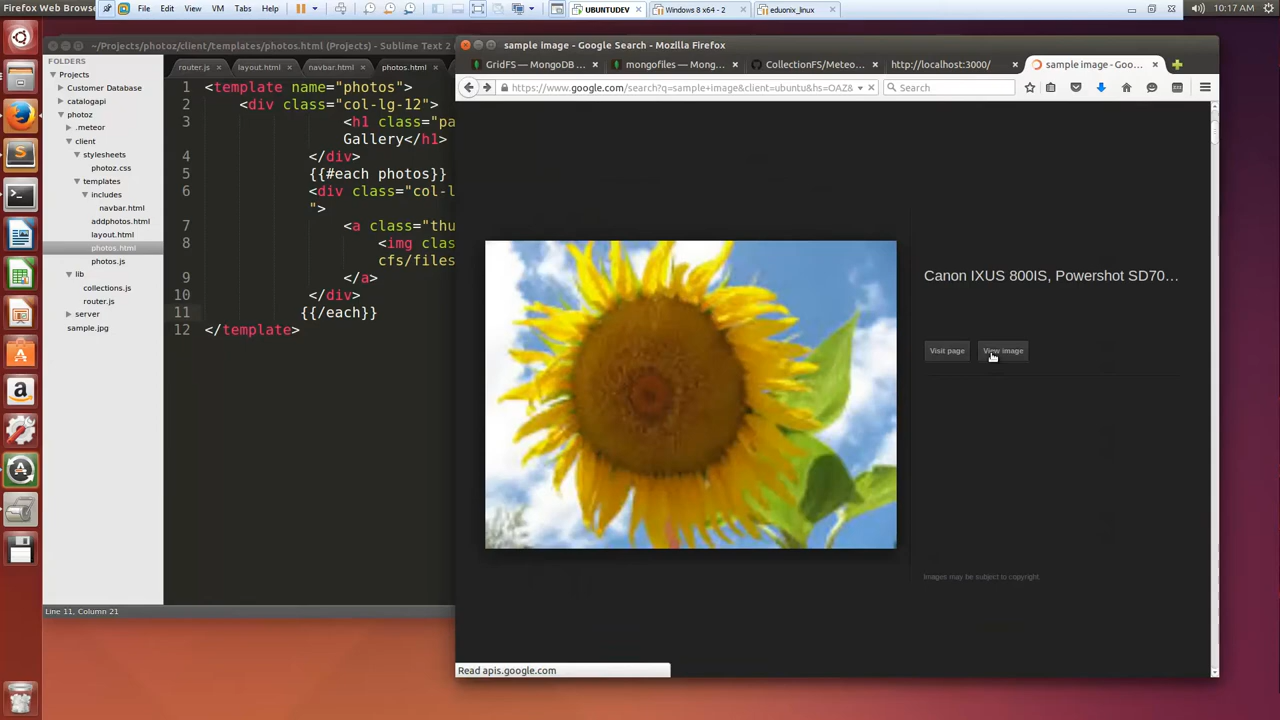 Firefox Web Brows
File Edit View VM Tabs Help
UBUNTUDEV
Windows 8 x64 - 2
eduonix_linux
10:17 AM
~/Projects/photoz/client/templates/photos.html (Projects) - Sublime Text 2
sample image - Google Search - Mozilla Firefox
FOLDERS
Projects
Customer Database
catalogapi
photoz
.meteor
client
stylesheets
photoz.css
templates
includes
navbar.html
addphotos.html
layout.html
photos.html
photos.js
lib
collections.js
router.js
server
sample.jpg
router.js
layout.html
navbar.html
photos.html
1 <template name="photos">
2 <div class="col-lg-12">
3 <h1 class="pa
Gallery</h1>
4 </div>
5 {{#each photos}}
6 <div class="col-l
">
7 <a class="thu
8 <img clas
cfs/files
9 </a>
10 </div>
11 {{/each}}
12 </template>
Line 11, Column 21
GridFS — MongoDB ...
mongofiles — Mong...
CollectionFS/Meteo...
http://localhost:3000/
sample image - Goo...
https://www.google.com/search?q=sample+image&client=ubuntu&hs=OAZ&
Search
Canon IXUS 800IS, Powershot SD70...
Visit page
View image
Images may be subject to copyright.
Read apis.google.com